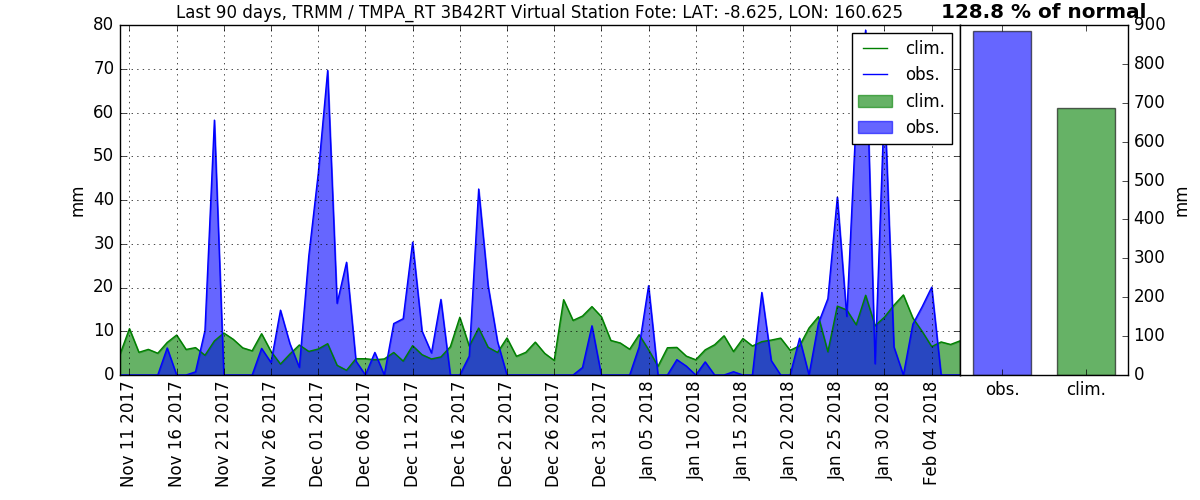 Last 90 days, TRMM / TMPA_RT 3B42RT Virtual Station Fote: LAT: -8.625, LON: 160.625
128.8 % of normal
mm
80
70
60
50
40
30
20
10
0
clim.
obs.
clim.
obs.
Nov 11 2017
Nov 16 2017
Nov 21 2017
Nov 26 2017
Dec 01 2017
Dec 06 2017
Dec 11 2017
Dec 16 2017
Dec 21 2017
Dec 26 2017
Dec 31 2017
Jan 05 2018
Jan 10 2018
Jan 15 2018
Jan 20 2018
Jan 25 2018
Jan 30 2018
Feb 04 2018
900
800
700
600
500
400
300
200
100
0
mm
obs.
clim.